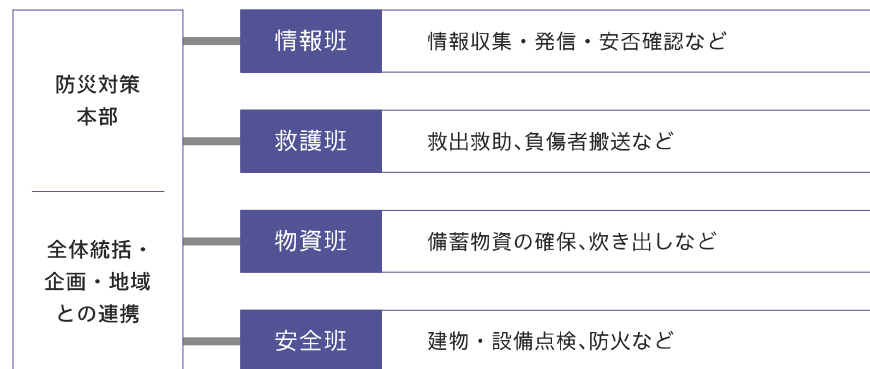 防災対策
本部
全体統括・
企画・地域
との連携
情報班
情報収集・発信・安否確認など
救護班
救出救助、負傷者搬送など
物資班
備蓄物資の確保、炊き出しなど
安全班
建物・設備点検、防火など